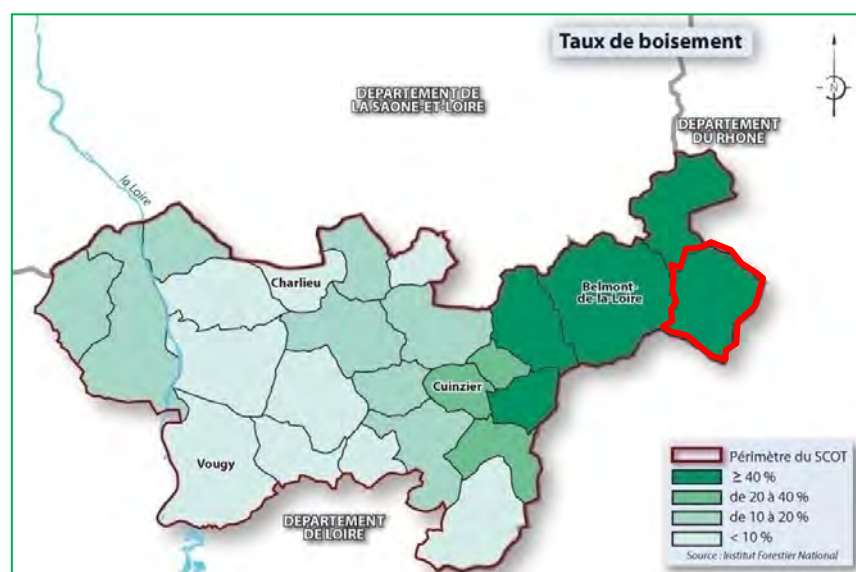 Taux de boisement
N
DEPARTEMENT DE
LA SAONE-ET-LOIRE
DEPARTEMENT
DU RHONE
la Loire
Charlieu
Belmont-
de-la-Loire
Cuinzier
Vougy
DEPARTEMENT
DE LOIRE
Périmètre du SCOT
≥ 40 %
de 20 à 40 %
de 10 à 20 %
< 10 %
Source : Institut Forestier National